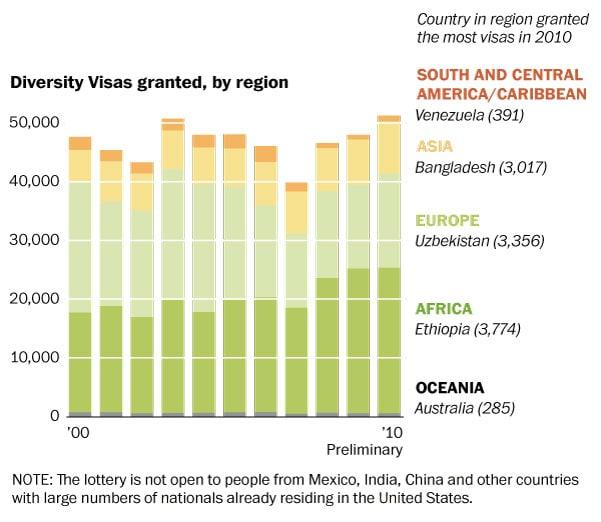 Country in region granted
the most visas in 2010
Diversity Visas granted, by region
SOUTH AND CENTRAL
AMERICA/CARIBBEAN
Venezuela (391)
50,000
ASIA
Bangladesh (3,017)
40,000
EUROPE
Uzbekistan (3,356)
30,000
20,000
AFRICA
Ethiopia (3,774)
10,000
OCEANIA
Australia (285)
0
'00
'10
Preliminary
NOTE: The lottery is not open to people from Mexico, India, China and other countries
with large numbers of nationals already residing in the United States.